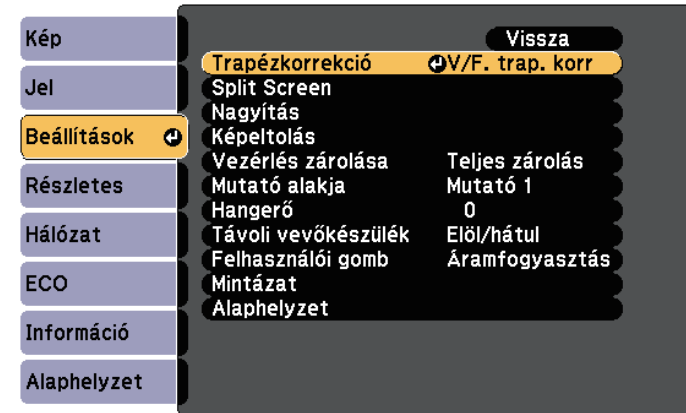 Kép
Jel
Beállítások
Részletes
Hálózat
ECO
Információ
Alaphelyzet
Vissza
Trapézkorrekció V/F. trap. korr
Split Screen
Nagyítás
Képeltolás
Vezérlés zárolása Teljes zárolás
Mutató alakja Mutató 1
Hangerő 0
Távoli vevőkészülék Elöl/hátul
Felhasználói gomb Áramfogyasztás
Mintázat
Alaphelyzet